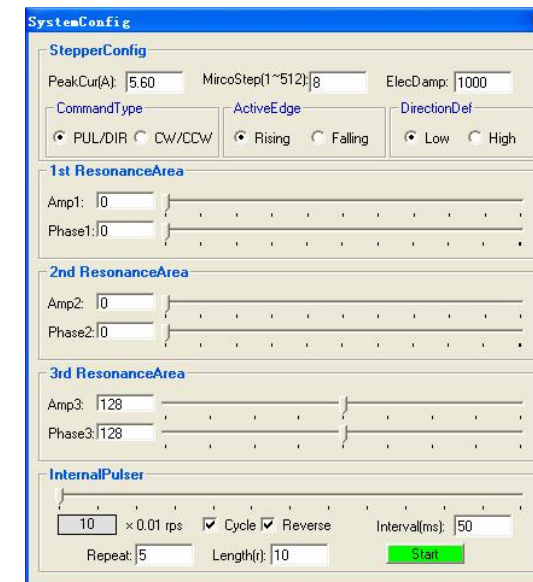 SystemConfig
StepperConfig
PeakCur(A): 5.60 MircoStep(1~512): 8 ElecDamp: 1000
CommandType ActiveEdge DirectionDef
PUL/DIR CW/CCW Rising Falling Low High
1st ResonanceArea
Amp1: 0
Phase1: 0
2nd ResonanceArea
Amp2: 0
Phase2: 0
3rd ResonanceArea
Amp3: 128
Phase3: 128
InternalPulser
10 × 0.01 rps Cycle Reverse Interval(ms): 50
Repeat: 5 Length(r): 10 Start